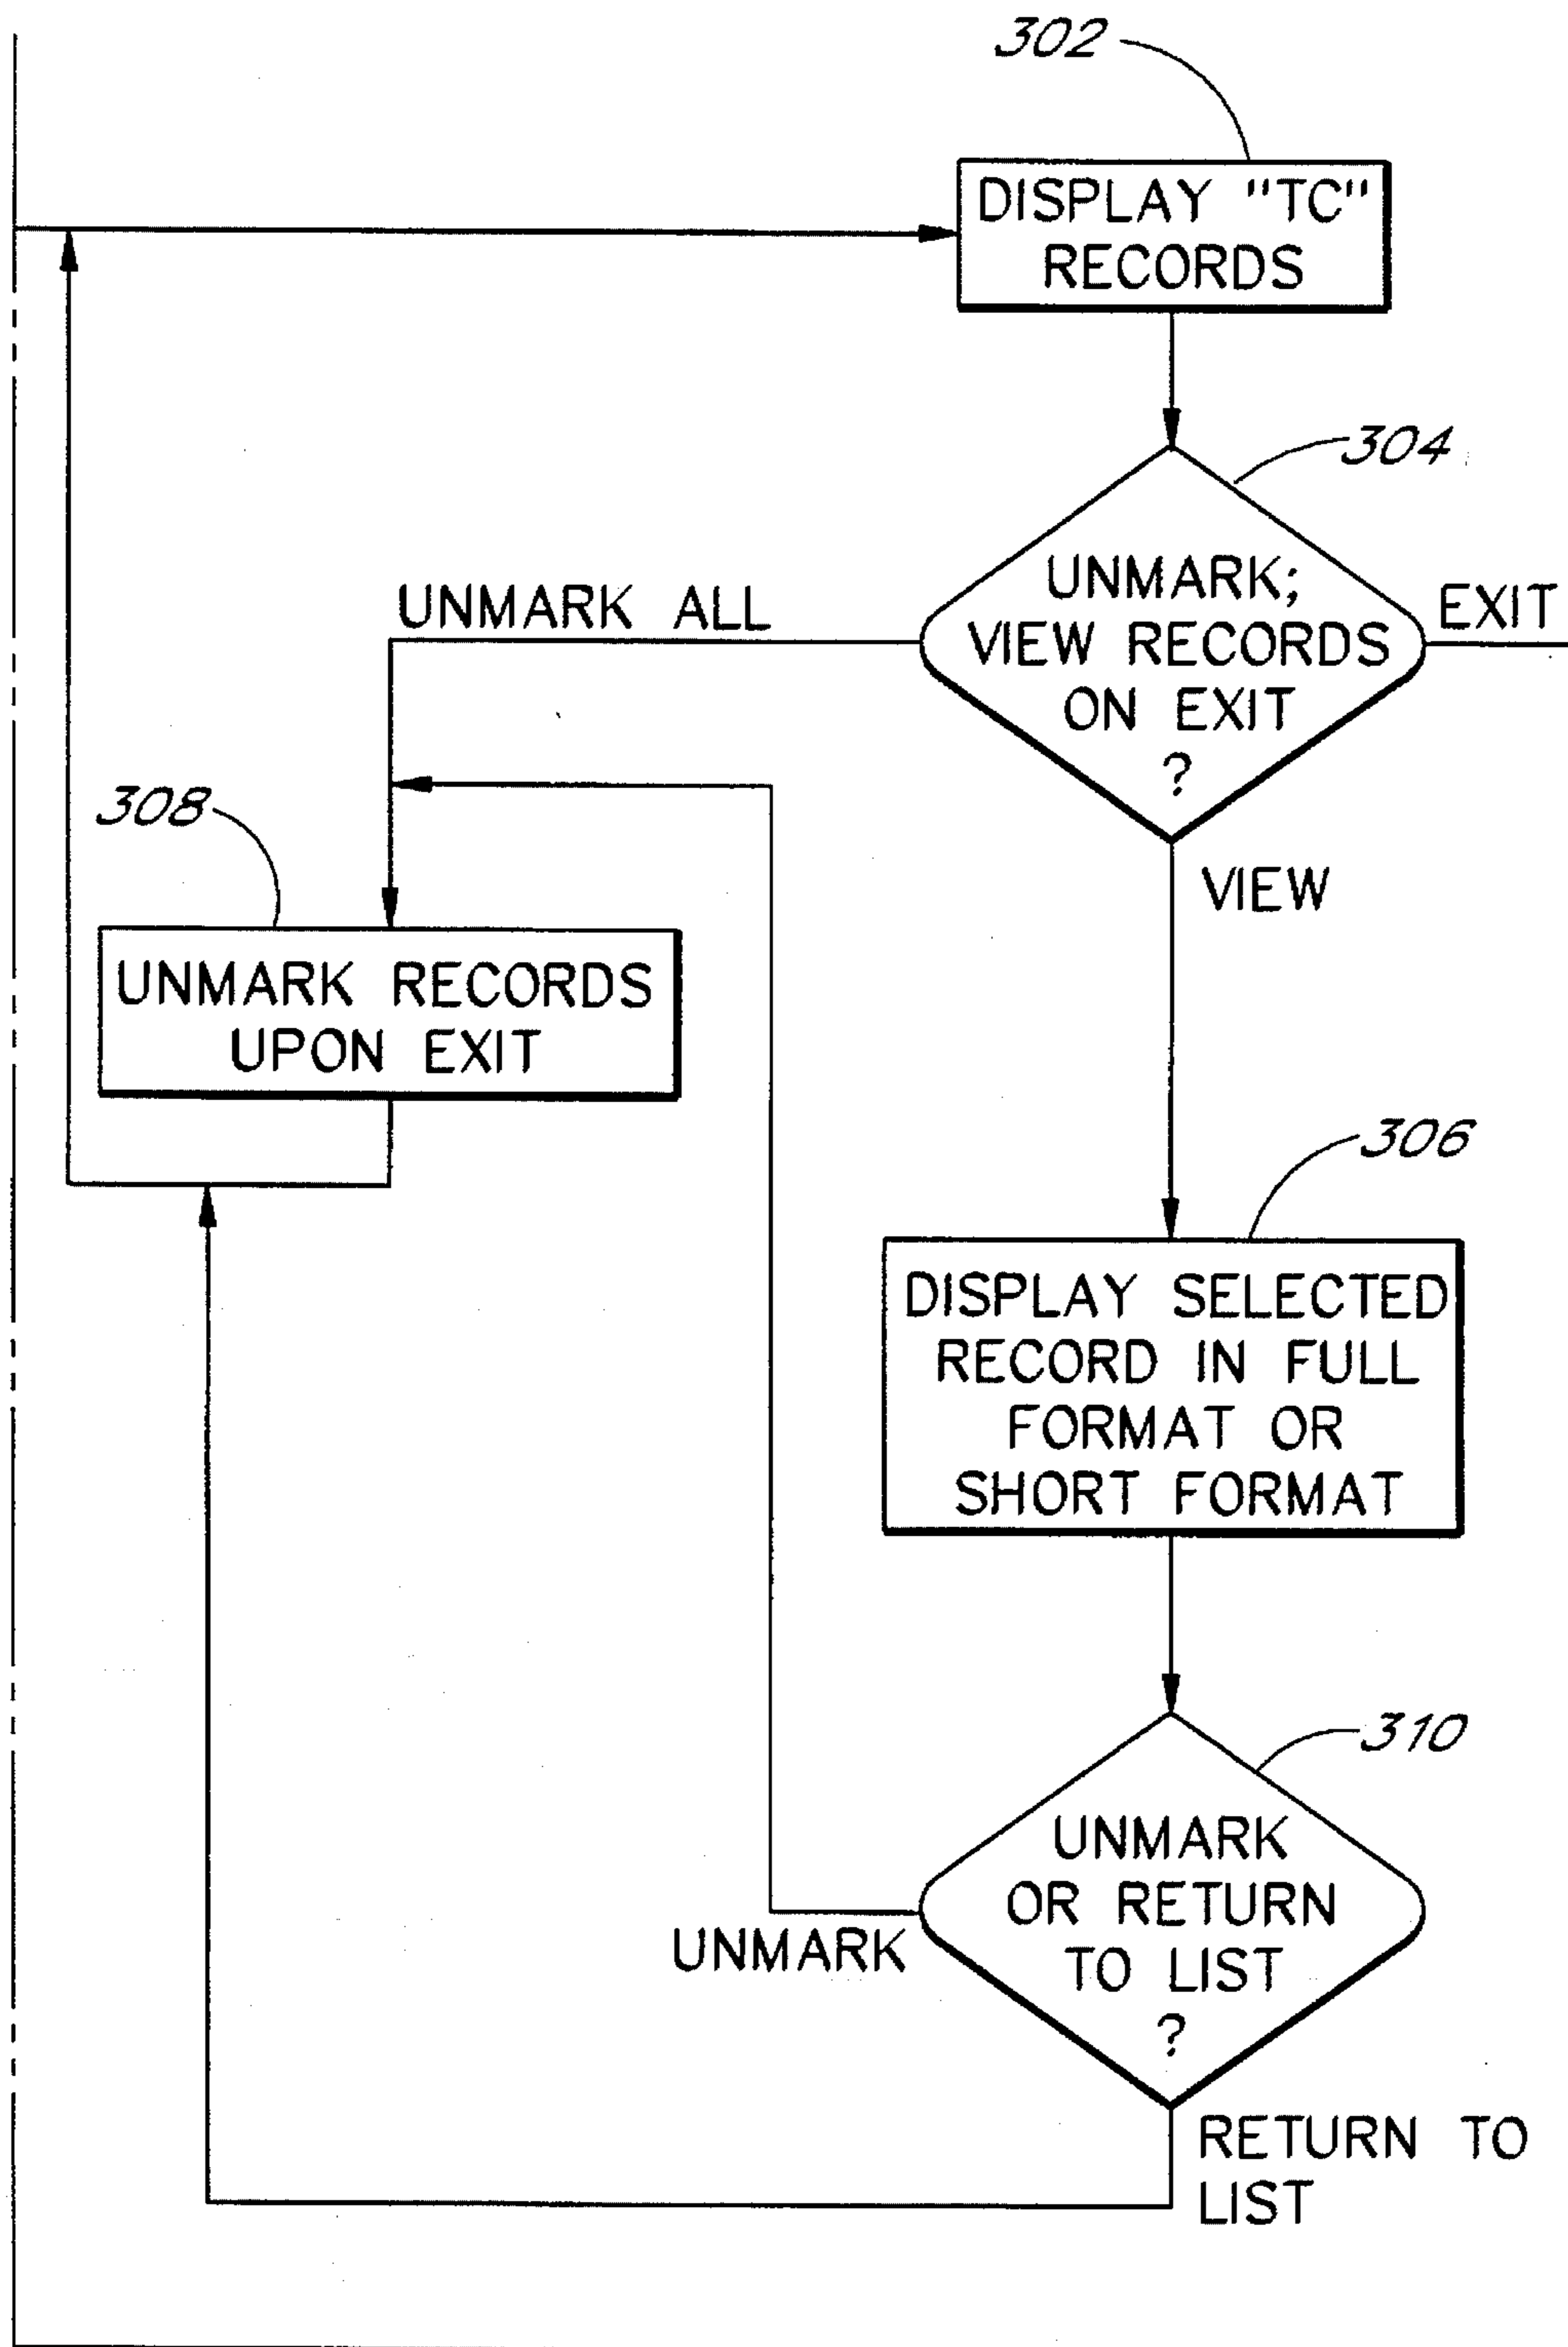 302
DISPLAY "TC"
RECORDS
304
UNMARK;
VIEW RECORDS
ON EXIT
?
UNMARK ALL
EXIT
VIEW
308
UNMARK RECORDS
UPON EXIT
306
DISPLAY SELECTED
RECORD IN FULL
FORMAT OR
SHORT FORMAT
310
UNMARK
OR RETURN
TO LIST
?
UNMARK
RETURN TO
LIST